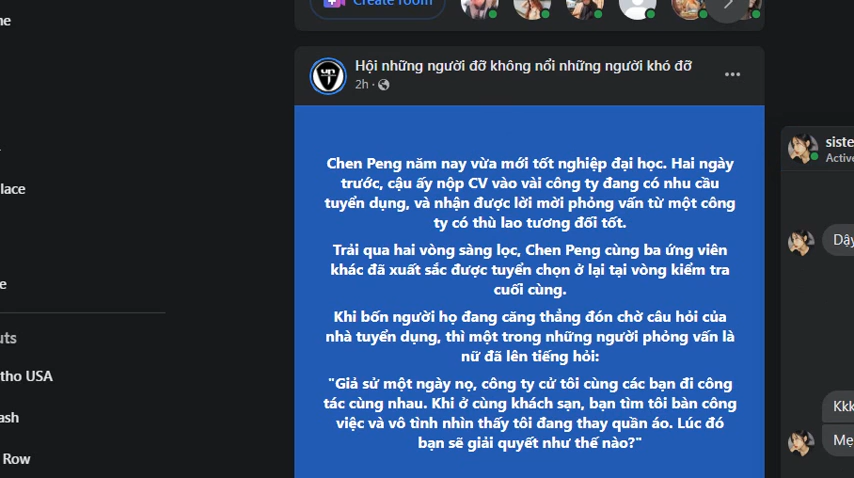 ne
Create room
Hội những người đỡ không nổi những người khó đỡ
2h
Chen Peng năm nay vừa mới tốt nghiệp đại học. Hai ngày
trước, cậu ấy nộp CV vào vài công ty đang có nhu cầu
tuyển dụng, và nhận được lời mời phỏng vấn từ một công
ty có thù lao tương đối tốt.
Trải qua hai vòng sàng lọc, Chen Peng cùng ba ứng viên
khác đã xuất sắc được tuyển chọn ở lại tại vòng kiểm tra
cuối cùng.
Khi bốn người họ đang căng thẳng đón chờ câu hỏi của
nhà tuyển dụng, thì một trong những người phỏng vấn là
nữ đã lên tiếng hỏi:
"Giả sử một ngày nọ, công ty cử tôi cùng các bạn đi công
tác cùng nhau. Khi ở cùng khách sạn, bạn tìm tôi bàn công
việc và vô tình nhìn thấy tôi đang thay quần áo. Lúc đó
bạn sẽ giải quyết như thế nào?"
lace
e
uts
tho USA
ash
Row
siste
Active
Dậy
Kkk
Mẹ